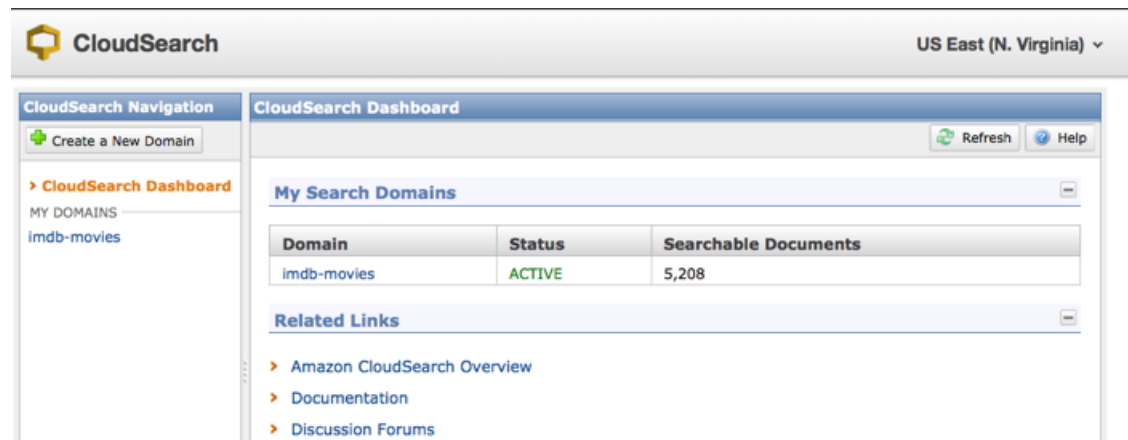 CloudSearch
US East (N. Virginia)
CloudSearch Navigation
Create a New Domain
CloudSearch Dashboard
MY DOMAINS
imdb-movies
CloudSearch Dashboard
Refresh Help
My Search Domains
Domain Status Searchable Documents
imdb-movies ACTIVE 5,208
Related Links
Amazon CloudSearch Overview
Documentation
Discussion Forums